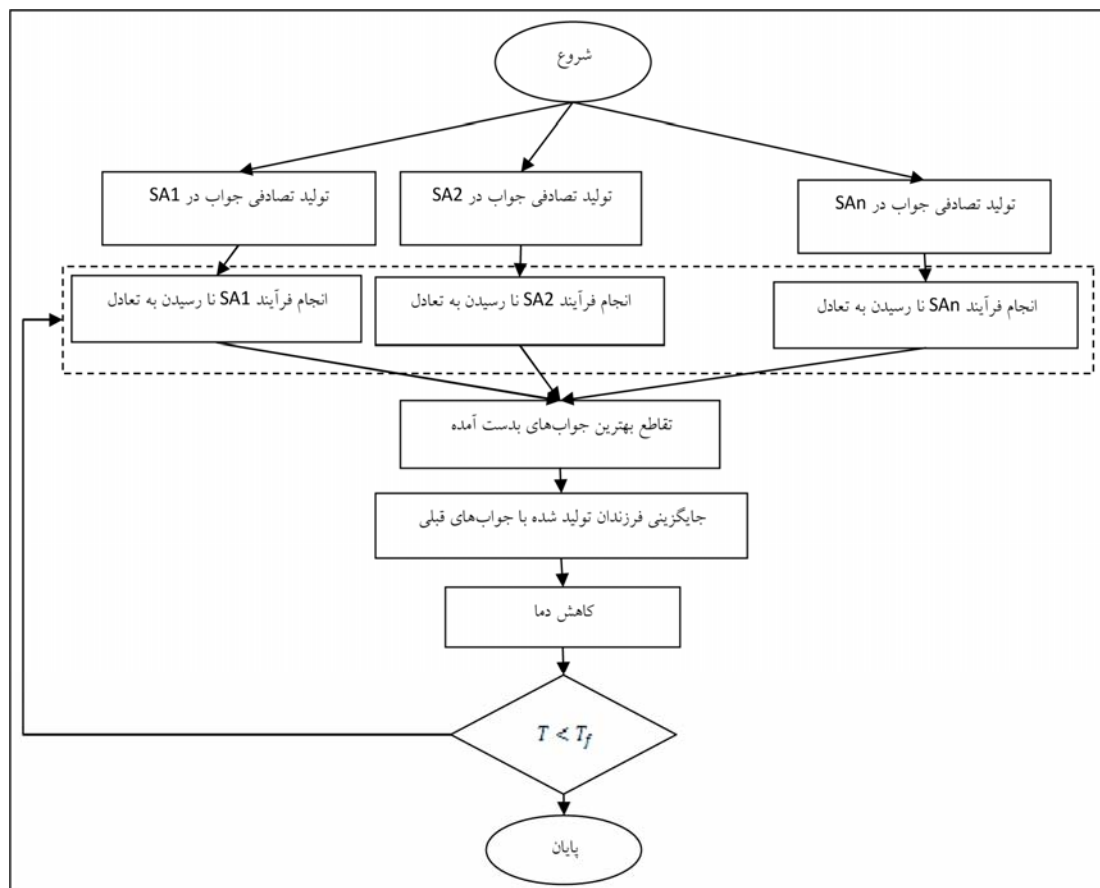 شروع
تولید تصادفی جواب در SA1
تولید تصادفی جواب در SA2
تولید تصادفی جواب در SAn
انجام فرآیند SA1 تا رسیدن به تعادل
انجام فرآیند SA2 تا رسیدن به تعادل
انجام فرآیند SAn تا رسیدن به تعادل
تقاطع بهترین جواب‌های بدست آمده
جایگزینی فرزندان تولید شده با جواب‌های قبلی
کاهش دما
T < T_f
پایان